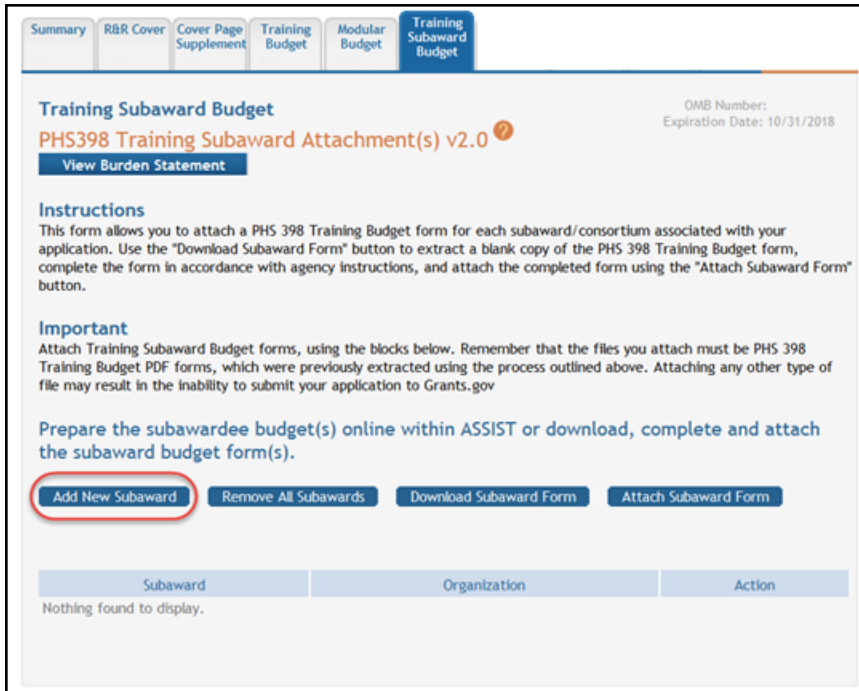 Summary
R&R Cover
Cover Page
Supplement
Training
Budget
Modular
Budget
Training
Subaward
Budget
Training Subaward Budget
OMB Number:
Expiration Date: 10/31/2018
PHS398 Training Subaward Attachment(s) v2.0 ?
View Burden Statement
Instructions
This form allows you to attach a PHS 398 Training Budget form for each subaward/consortium associated with your
application. Use the "Download Subaward Form" button to extract a blank copy of the PHS 398 Training Budget form,
complete the form in accordance with agency instructions, and attach the completed form using the "Attach Subaward Form"
button.
Important
Attach Training Subaward Budget forms, using the blocks below. Remember that the files you attach must be PHS 398
Training Budget PDF forms, which were previously extracted using the process outlined above. Attaching any other type of
file may result in the inability to submit your application to Grants.gov
Prepare the subawardee budget(s) online within ASSIST or download, complete and attach
the subaward budget form(s).
Add New Subaward
Remove All Subawards
Download Subaward Form
Attach Subaward Form
Subaward
Organization
Action
Nothing found to display.